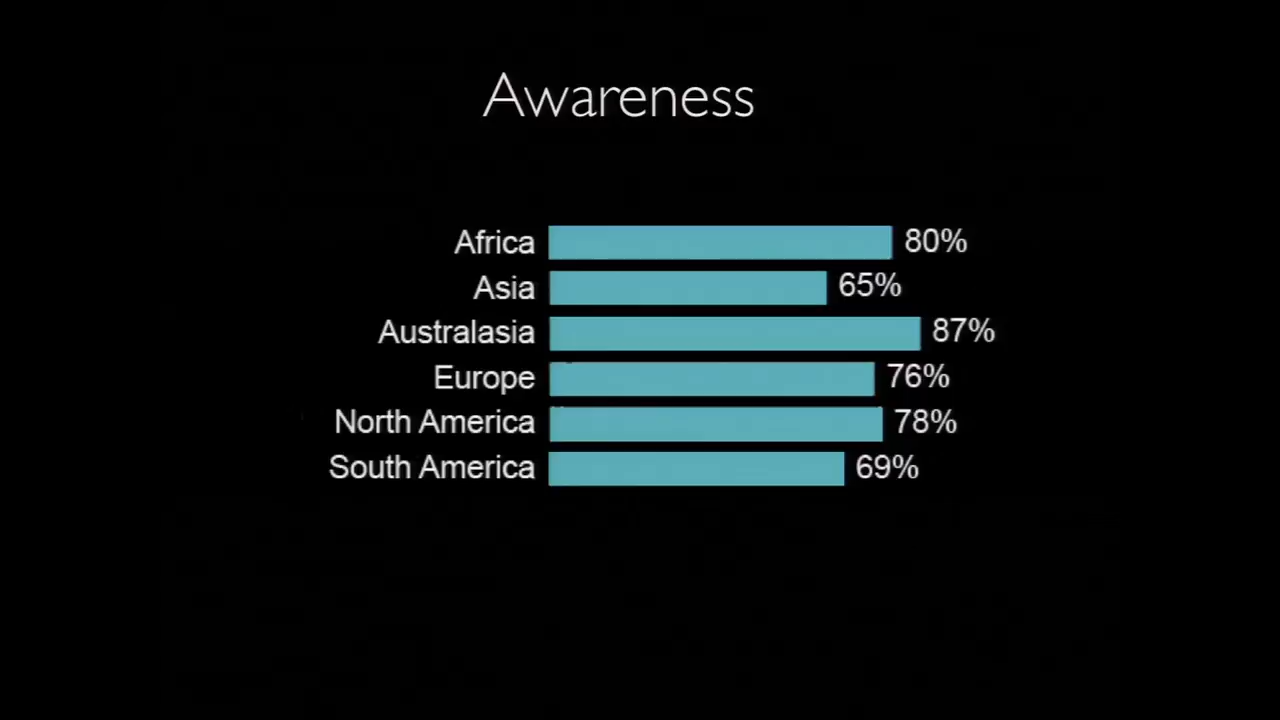 Awareness
Africa 80%
Asia 65%
Australasia 87%
Europe 76%
North America 78%
South America 69%